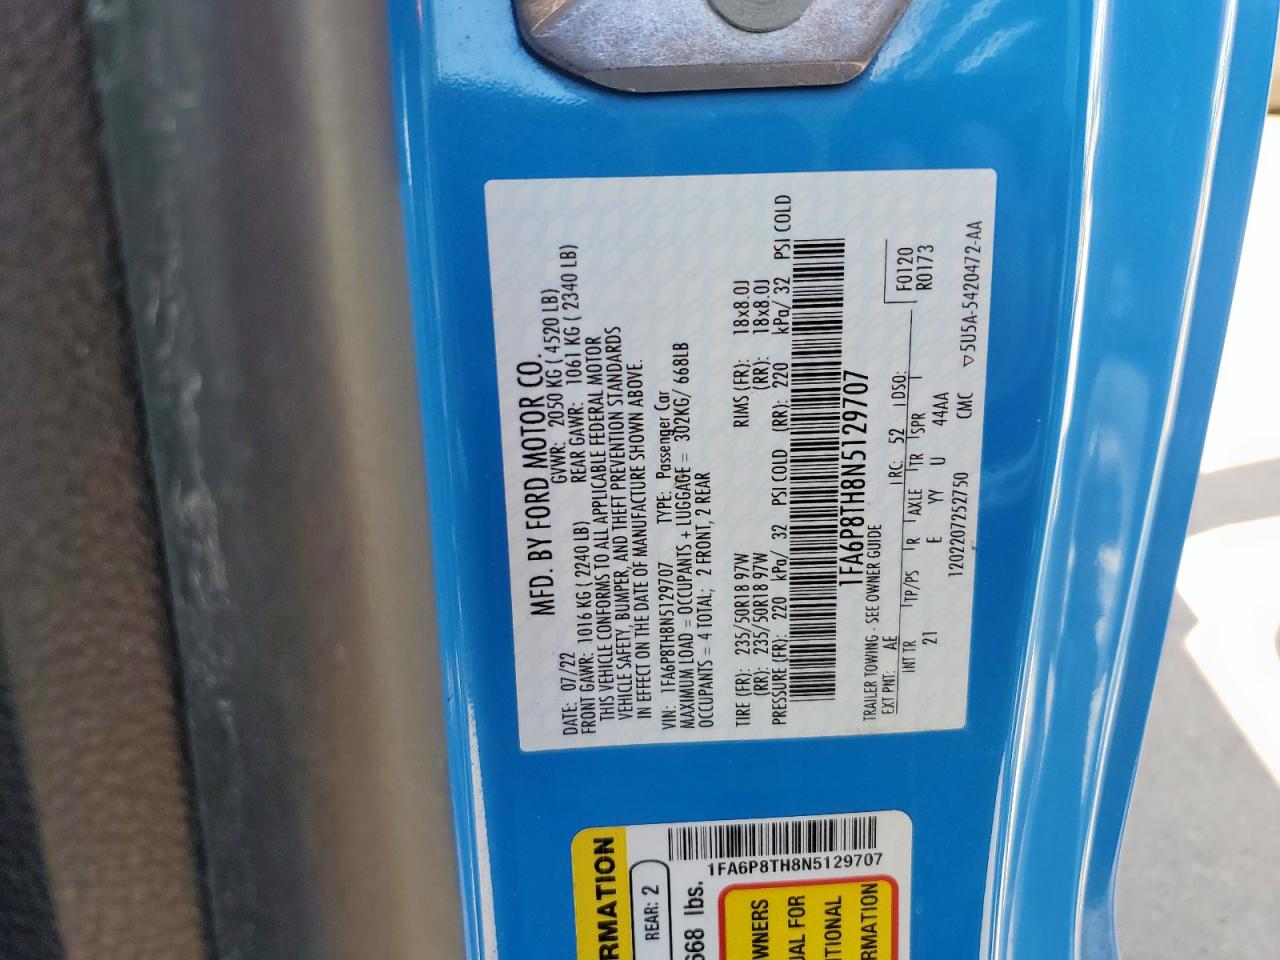 MFD. BY FORD MOTOR CO.
DATE: 07/22 GVWR: 2050 KG ( 4520 LB)
FRONT GAWR: 1016 KG ( 2240 LB) REAR GAWR: 1061 KG ( 2340 LB)
THIS VEHICLE CONFORMS TO ALL APPLICABLE FEDERAL MOTOR
VEHICLE SAFETY, BUMPER, AND THEFT PREVENTION STANDARDS
IN EFFECT ON THE DATE OF MANUFACTURE SHOWN ABOVE.
VIN: 1FA6P8TH8N5129707 TYPE: Passenger Car
MAXIMUM LOAD = OCCUPANTS + LUGGAGE = 302KG/ 668LB
OCCUPANTS = 4 TOTAL; 2 FRONT, 2 REAR
TIRE (FR): 235/50R18 97W RIMS (FR): 18x8.0J
(RR): 235/50R18 97W (RR): 18x8.0J
PRESSURE (FR): 220 kPa/ 32 PSI COLD (RR): 220 kPa/ 32 PSI COLD
1FA6P8TH8N5129707
TRAILER TOWING - SEE OWNER GUIDE
EXT PNT: AE RC: 52 DSO: F0120
INT TR TP/PS R AXLE TR SPR R0173
21 E YY U 44AA
1202207252750 CMC ▽5U5A-5420472-AA
RMATION
REAR: 2
668 lbs.
1FA6P8TH8N5129707
WNERS
UAL FOR
TIONAL
RMATION